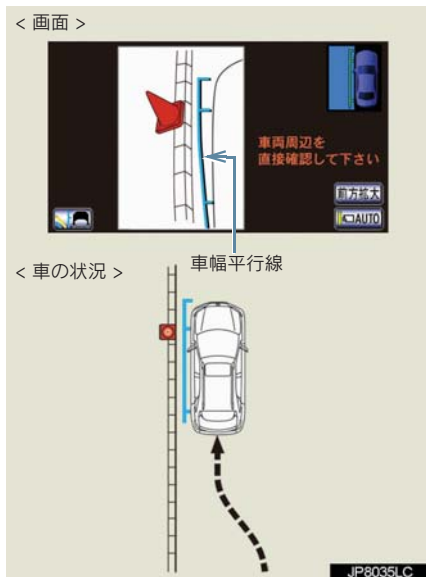 < 画面 >
車両周辺を
直接確認して下さい
前方拡大
AUTO
車幅平行線
< 車の状況 >
JP8035LC